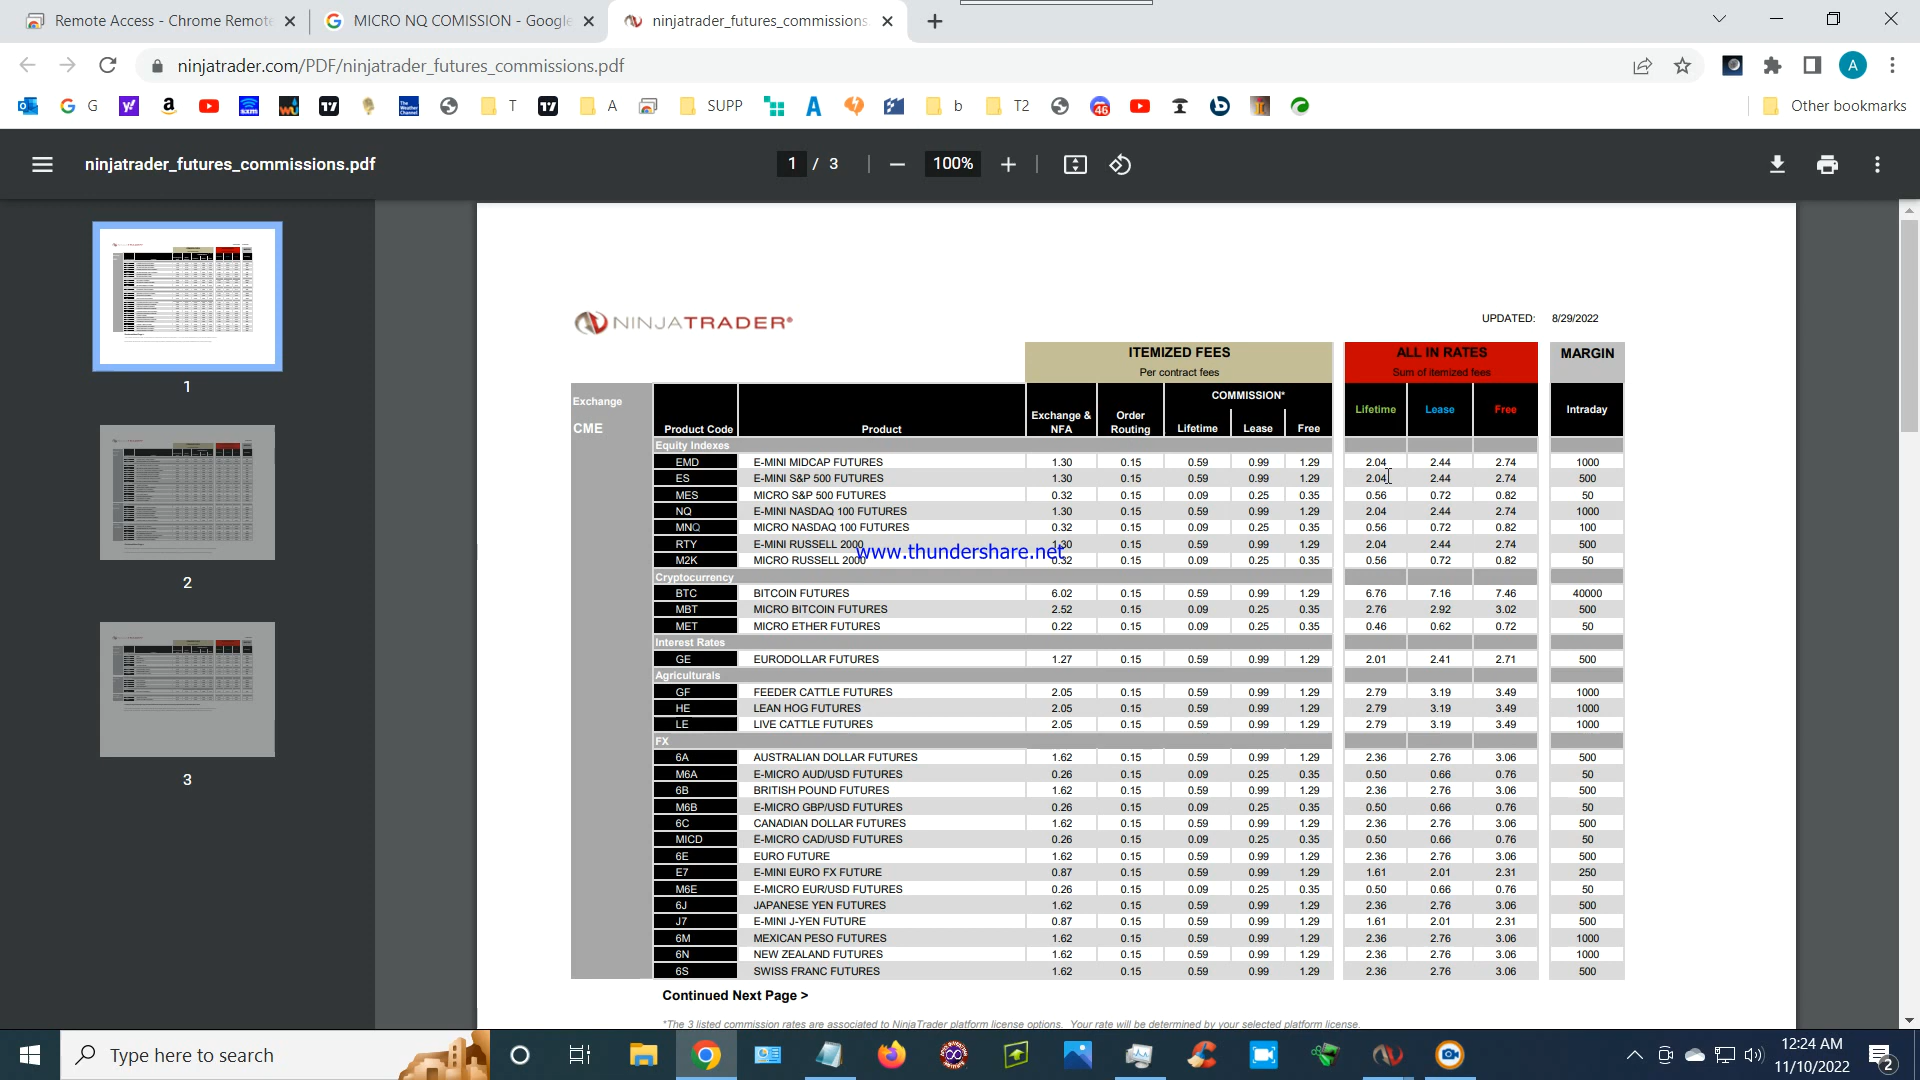 Remote Access - Chrome Remote
MICRO NQ COMISSION - Google
ninjatrader_futures_commissions
ninjatrader.com/PDF/ninjatrader_futures_commissions.pdf
A
G T A SUPP b T2 46 Other bookmarks
ninjatrader_futures_commissions.pdf
1 / 3 100%
1
2
3
NINJATRADER®
UPDATED: 8/29/2022
ITEMIZED FEES ALL IN RATES MARGIN
Per contract fees Sum of itemized fees
Exchange Product Code Product Exchange & NFA Order Routing COMMISSION* Lifetime Lease Free Lifetime Lease Free Intraday
CME
Equity Indexes
EMD E-MINI MIDCAP FUTURES 1.30 0.15 0.59 0.99 1.29 2.04 2.44 2.74 1000
ES E-MINI S&P 500 FUTURES 1.30 0.15 0.59 0.99 1.29 2.04 2.44 2.74 500
MES MICRO S&P 500 FUTURES 0.32 0.15 0.09 0.25 0.35 0.56 0.72 0.82 50
NQ E-MINI NASDAQ 100 FUTURES 1.30 0.15 0.59 0.99 1.29 2.04 2.44 2.74 1000
MNQ MICRO NASDAQ 100 FUTURES 0.32 0.15 0.09 0.25 0.35 0.56 0.72 0.82 100
RTY E-MINI RUSSELL 2000 1.30 0.15 0.59 0.99 1.29 2.04 2.44 2.74 500
www.thundershare.net
M2K MICRO RUSSELL 2000 0.32 0.15 0.09 0.25 0.35 0.56 0.72 0.82 50
Cryptocurrency
BTC BITCOIN FUTURES 6.02 0.15 0.59 0.99 1.29 6.76 7.16 7.46 40000
MBT MICRO BITCOIN FUTURES 2.52 0.15 0.09 0.25 0.35 2.76 2.92 3.02 500
MET MICRO ETHER FUTURES 0.22 0.15 0.09 0.25 0.35 0.46 0.62 0.72 50
Interest Rates
GE EURODOLLAR FUTURES 1.27 0.15 0.59 0.99 1.29 2.01 2.41 2.71 500
Agriculturals
GF FEEDER CATTLE FUTURES 2.05 0.15 0.59 0.99 1.29 2.79 3.19 3.49 1000
HE LEAN HOG FUTURES 2.05 0.15 0.59 0.99 1.29 2.79 3.19 3.49 1000
LE LIVE CATTLE FUTURES 2.05 0.15 0.59 0.99 1.29 2.79 3.19 3.49 1000
FX
6A AUSTRALIAN DOLLAR FUTURES 1.62 0.15 0.59 0.99 1.29 2.36 2.76 3.06 500
M6A E-MICRO AUD/USD FUTURES 0.26 0.15 0.09 0.25 0.35 0.50 0.66 0.76 50
6B BRITISH POUND FUTURES 1.62 0.15 0.59 0.99 1.29 2.36 2.76 3.06 500
M6B E-MICRO GBP/USD FUTURES 0.26 0.15 0.09 0.25 0.35 0.50 0.66 0.76 50
6C CANADIAN DOLLAR FUTURES 1.62 0.15 0.59 0.99 1.29 2.36 2.76 3.06 500
MICD E-MICRO CAD/USD FUTURES 0.26 0.15 0.09 0.25 0.35 0.50 0.66 0.76 50
6E EURO FUTURE 1.62 0.15 0.59 0.99 1.29 2.36 2.76 3.06 500
E7 E-MINI EURO FX FUTURE 0.87 0.15 0.59 0.99 1.29 1.61 2.01 2.31 250
M6E E-MICRO EUR/USD FUTURES 0.26 0.15 0.09 0.25 0.35 0.50 0.66 0.76 50
6J JAPANESE YEN FUTURES 1.62 0.15 0.59 0.99 1.29 2.36 2.76 3.06 500
J7 E-MINI J-YEN FUTURE 0.87 0.15 0.59 0.99 1.29 1.61 2.01 2.31 500
6M MEXICAN PESO FUTURES 1.62 0.15 0.59 0.99 1.29 2.36 2.76 3.06 1000
6N NEW ZEALAND FUTURES 1.62 0.15 0.59 0.99 1.29 2.36 2.76 3.06 1000
6S SWISS FRANC FUTURES 1.62 0.15 0.59 0.99 1.29 2.36 2.76 3.06 500
Continued Next Page >
*The 3 listed commission rates are associated to NinjaTrader platform license options. Your rate will be determined by your selected platform license.
Type here to search
12:24 AM
11/10/2022
2